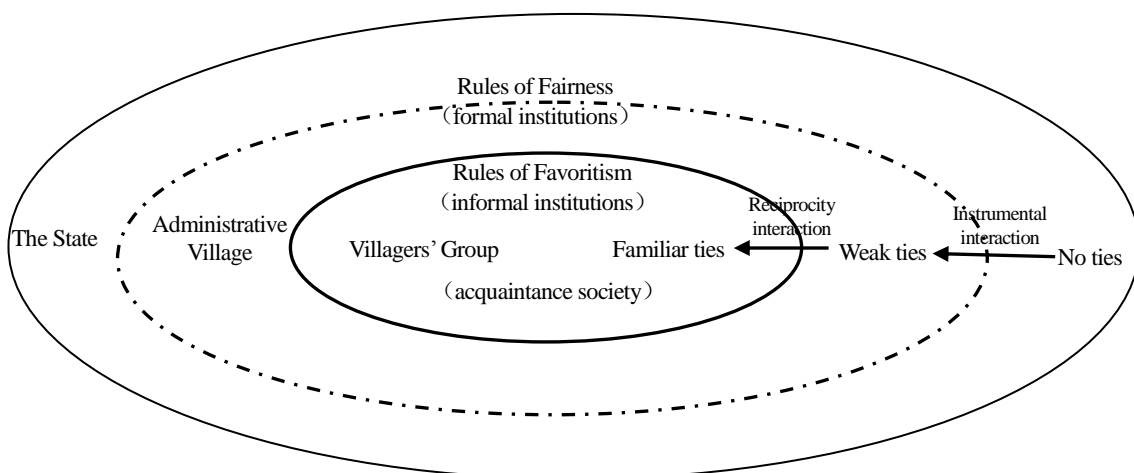 Rules of Fairness
（formal institutions）
Rules of Favoritism
（informal institutions）
Reciprocity
interaction
Instrumental
interaction
The State
Administrative
Village
Villagers’ Group
Familiar ties
Weak ties
No ties
（acquaintance society）